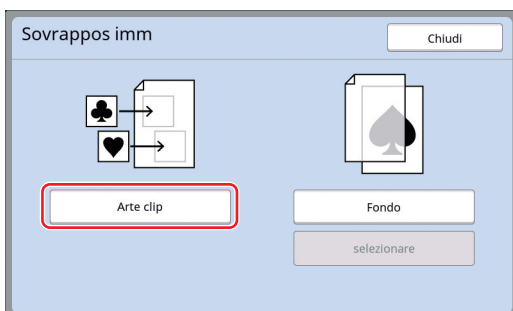 Sovrappos imm
Chiudi
Arte clip
Fondo
selezionare